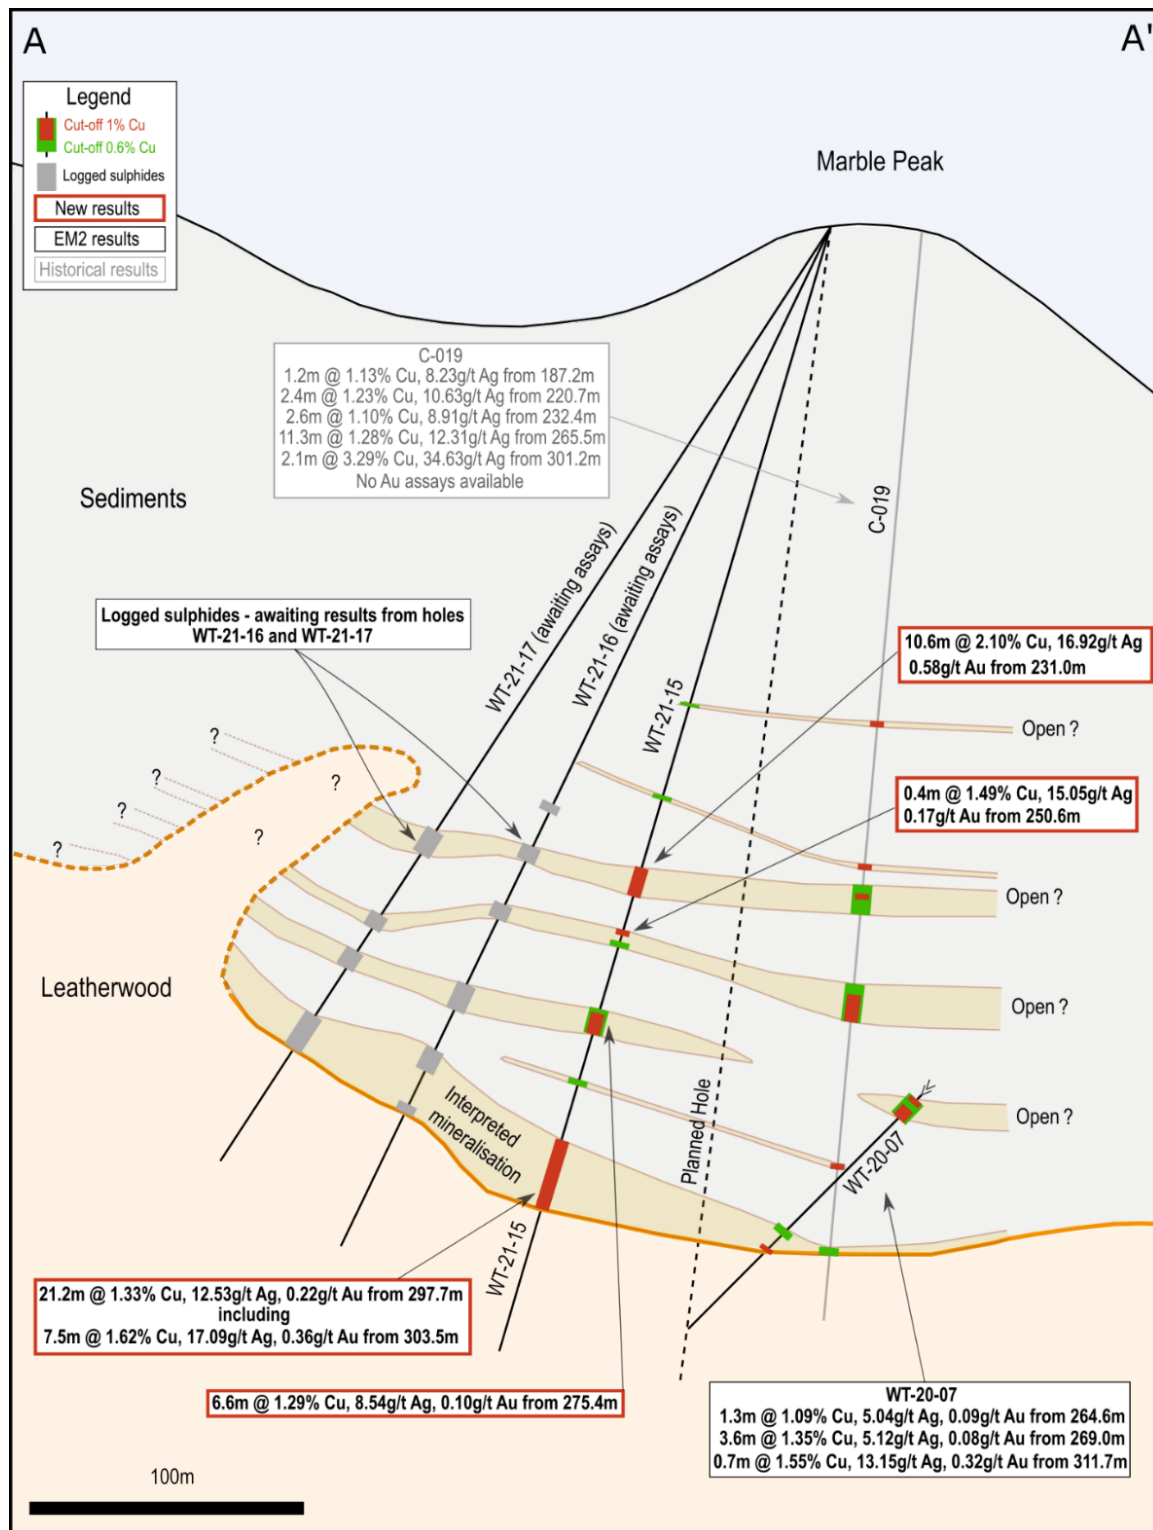 A
A'
Legend
Cut-off 1% Cu
Cut-off 0.6% Cu
Logged sulphides
New results
EM2 results
Historical results
Marble Peak
C-019
1.2m @ 1.13% Cu, 8.23g/t Ag from 187.2m
2.4m @ 1.23% Cu, 10.63g/t Ag from 220.7m
2.6m @ 1.10% Cu, 8.91g/t Ag from 232.4m
11.3m @ 1.28% Cu, 12.31g/t Ag from 265.5m
2.1m @ 3.29% Cu, 34.63g/t Ag from 301.2m
No Au assays available
Sediments
C-019
WT-21-17 (awaiting assays)
WT-21-16 (awaiting assays)
WT-21-15
Logged sulphides - awaiting results from holes
WT-21-16 and WT-21-17
10.6m @ 2.10% Cu, 16.92g/t Ag
0.58g/t Au from 231.0m
Open ?
?
?
?
?
?
?
0.4m @ 1.49% Cu, 15.05g/t Ag
0.17g/t Au from 250.6m
Open ?
Leatherwood
Open ?
Interpreted
mineralisation
Planned Hole
Open ?
WT-20-07
WT-21-15
21.2m @ 1.33% Cu, 12.53g/t Ag, 0.22g/t Au from 297.7m
including
7.5m @ 1.62% Cu, 17.09g/t Ag, 0.36g/t Au from 303.5m
6.6m @ 1.29% Cu, 8.54g/t Ag, 0.10g/t Au from 275.4m
WT-20-07
1.3m @ 1.09% Cu, 5.04g/t Ag, 0.09g/t Au from 264.6m
3.6m @ 1.35% Cu, 5.12g/t Ag, 0.08g/t Au from 269.0m
0.7m @ 1.55% Cu, 13.15g/t Ag, 0.32g/t Au from 311.7m
100m